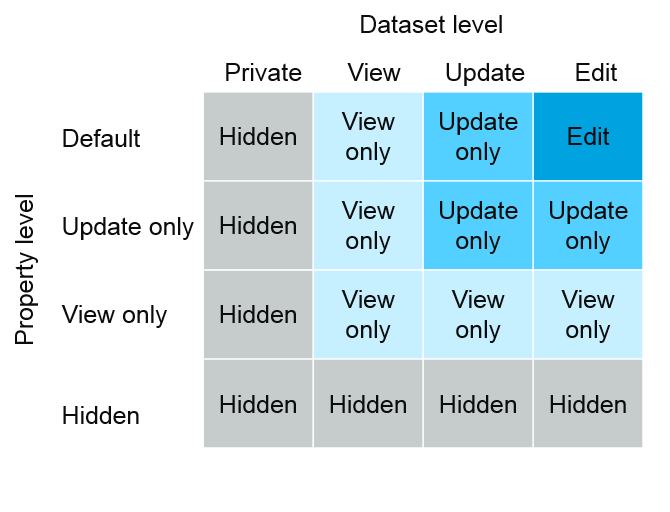 Dataset level
Private View Update Edit
Property level
Default Hidden View only Update only Edit
Update only Hidden View only Update only Update only
View only Hidden View only View only View only
Hidden Hidden Hidden Hidden Hidden